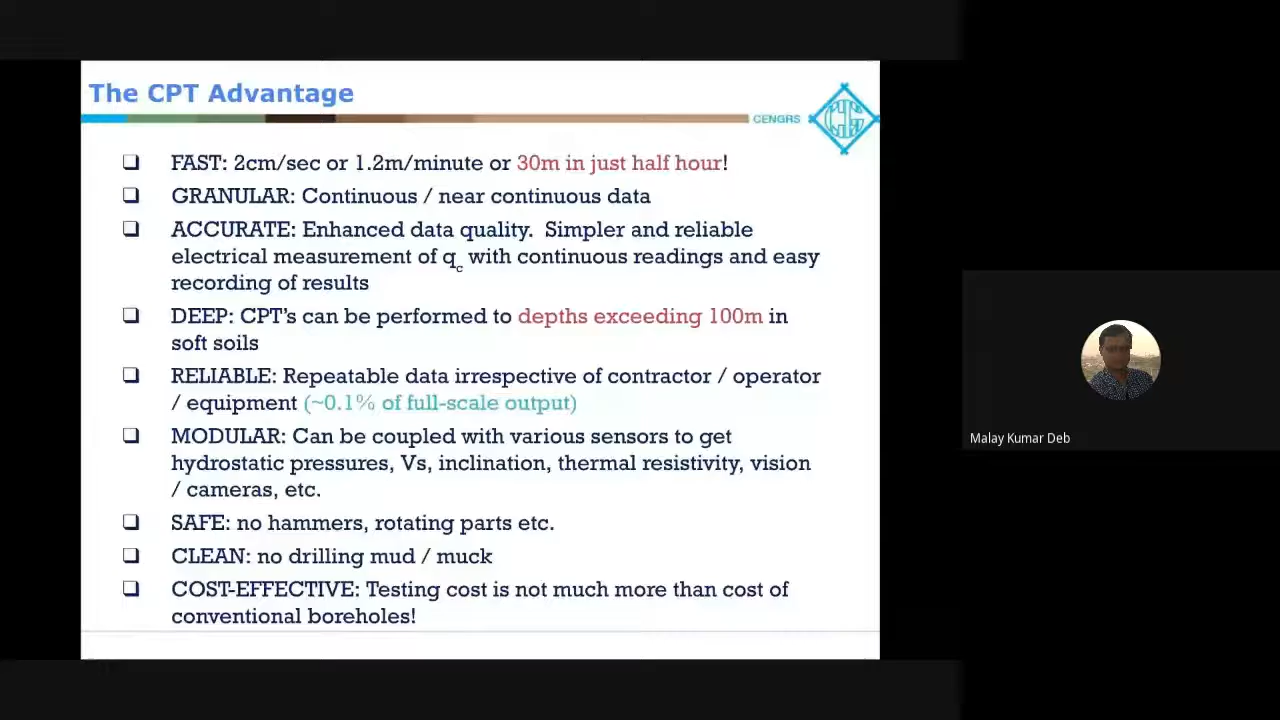 The CPT Advantage
CENGRS
FAST: 2cm/sec or 1.2m/minute or 30m in just half hour!
GRANULAR: Continuous / near continuous data
ACCURATE: Enhanced data quality. Simpler and reliable
electrical measurement of qc with continuous readings and easy
recording of results
DEEP: CPT's can be performed to depths exceeding 100m in
soft soils
RELIABLE: Repeatable data irrespective of contractor / operator
/ equipment (~0.1% of full-scale output)
MODULAR: Can be coupled with various sensors to get
hydrostatic pressures, Vs, inclination, thermal resistivity, vision
/ cameras, etc.
SAFE: no hammers, rotating parts etc.
CLEAN: no drilling mud / muck
COST-EFFECTIVE: Testing cost is not much more than cost of
conventional boreholes!
Malay Kumar Deb